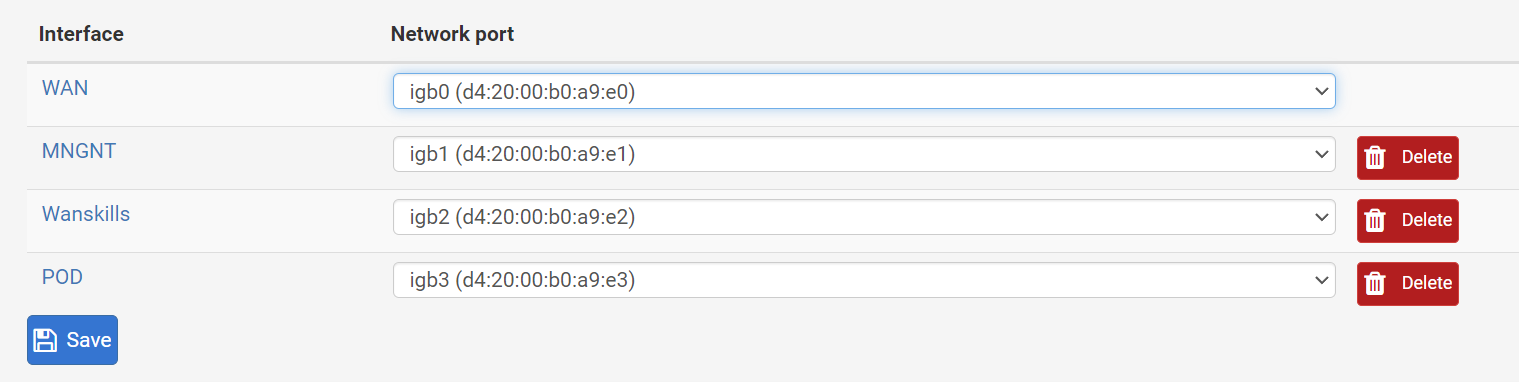 Interface Network port
WAN igb0 (d4:20:00:b0:a9:e0)
MNGNT igb1 (d4:20:00:b0:a9:e1) Delete
Wanskills igb2 (d4:20:00:b0:a9:e2) Delete
POD igb3 (d4:20:00:b0:a9:e3) Delete
Save